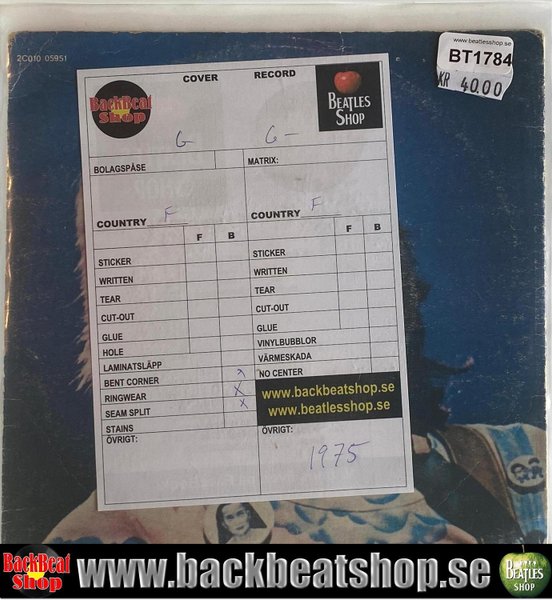 2C010 05951
www.beatlesshop.se
BT1784
KR 40.00
COVER RECORD
BackBeat
Shop
BEATLES
SHOP
G G-
BOLAGSPÅSE MATRIX:
COUNTRY F COUNTRY F
F B F B
STICKER STICKER
WRITTEN WRITTEN
TEAR TEAR
CUT-OUT CUT-OUT
GLUE GLUE
HOLE VINYLBUBBLOR
LAMINATSLÄPP VÄRMESKADA
BENT CORNER x NO CENTER
RINGWEAR x www.backbeatshop.se
SEAM SPLIT x www.beatlesshop.se
STAINS
ÖVRIGT: ÖVRIGT:
1975
BackBeat
Shop
www.backbeatshop.se
BEATLES
SHOP